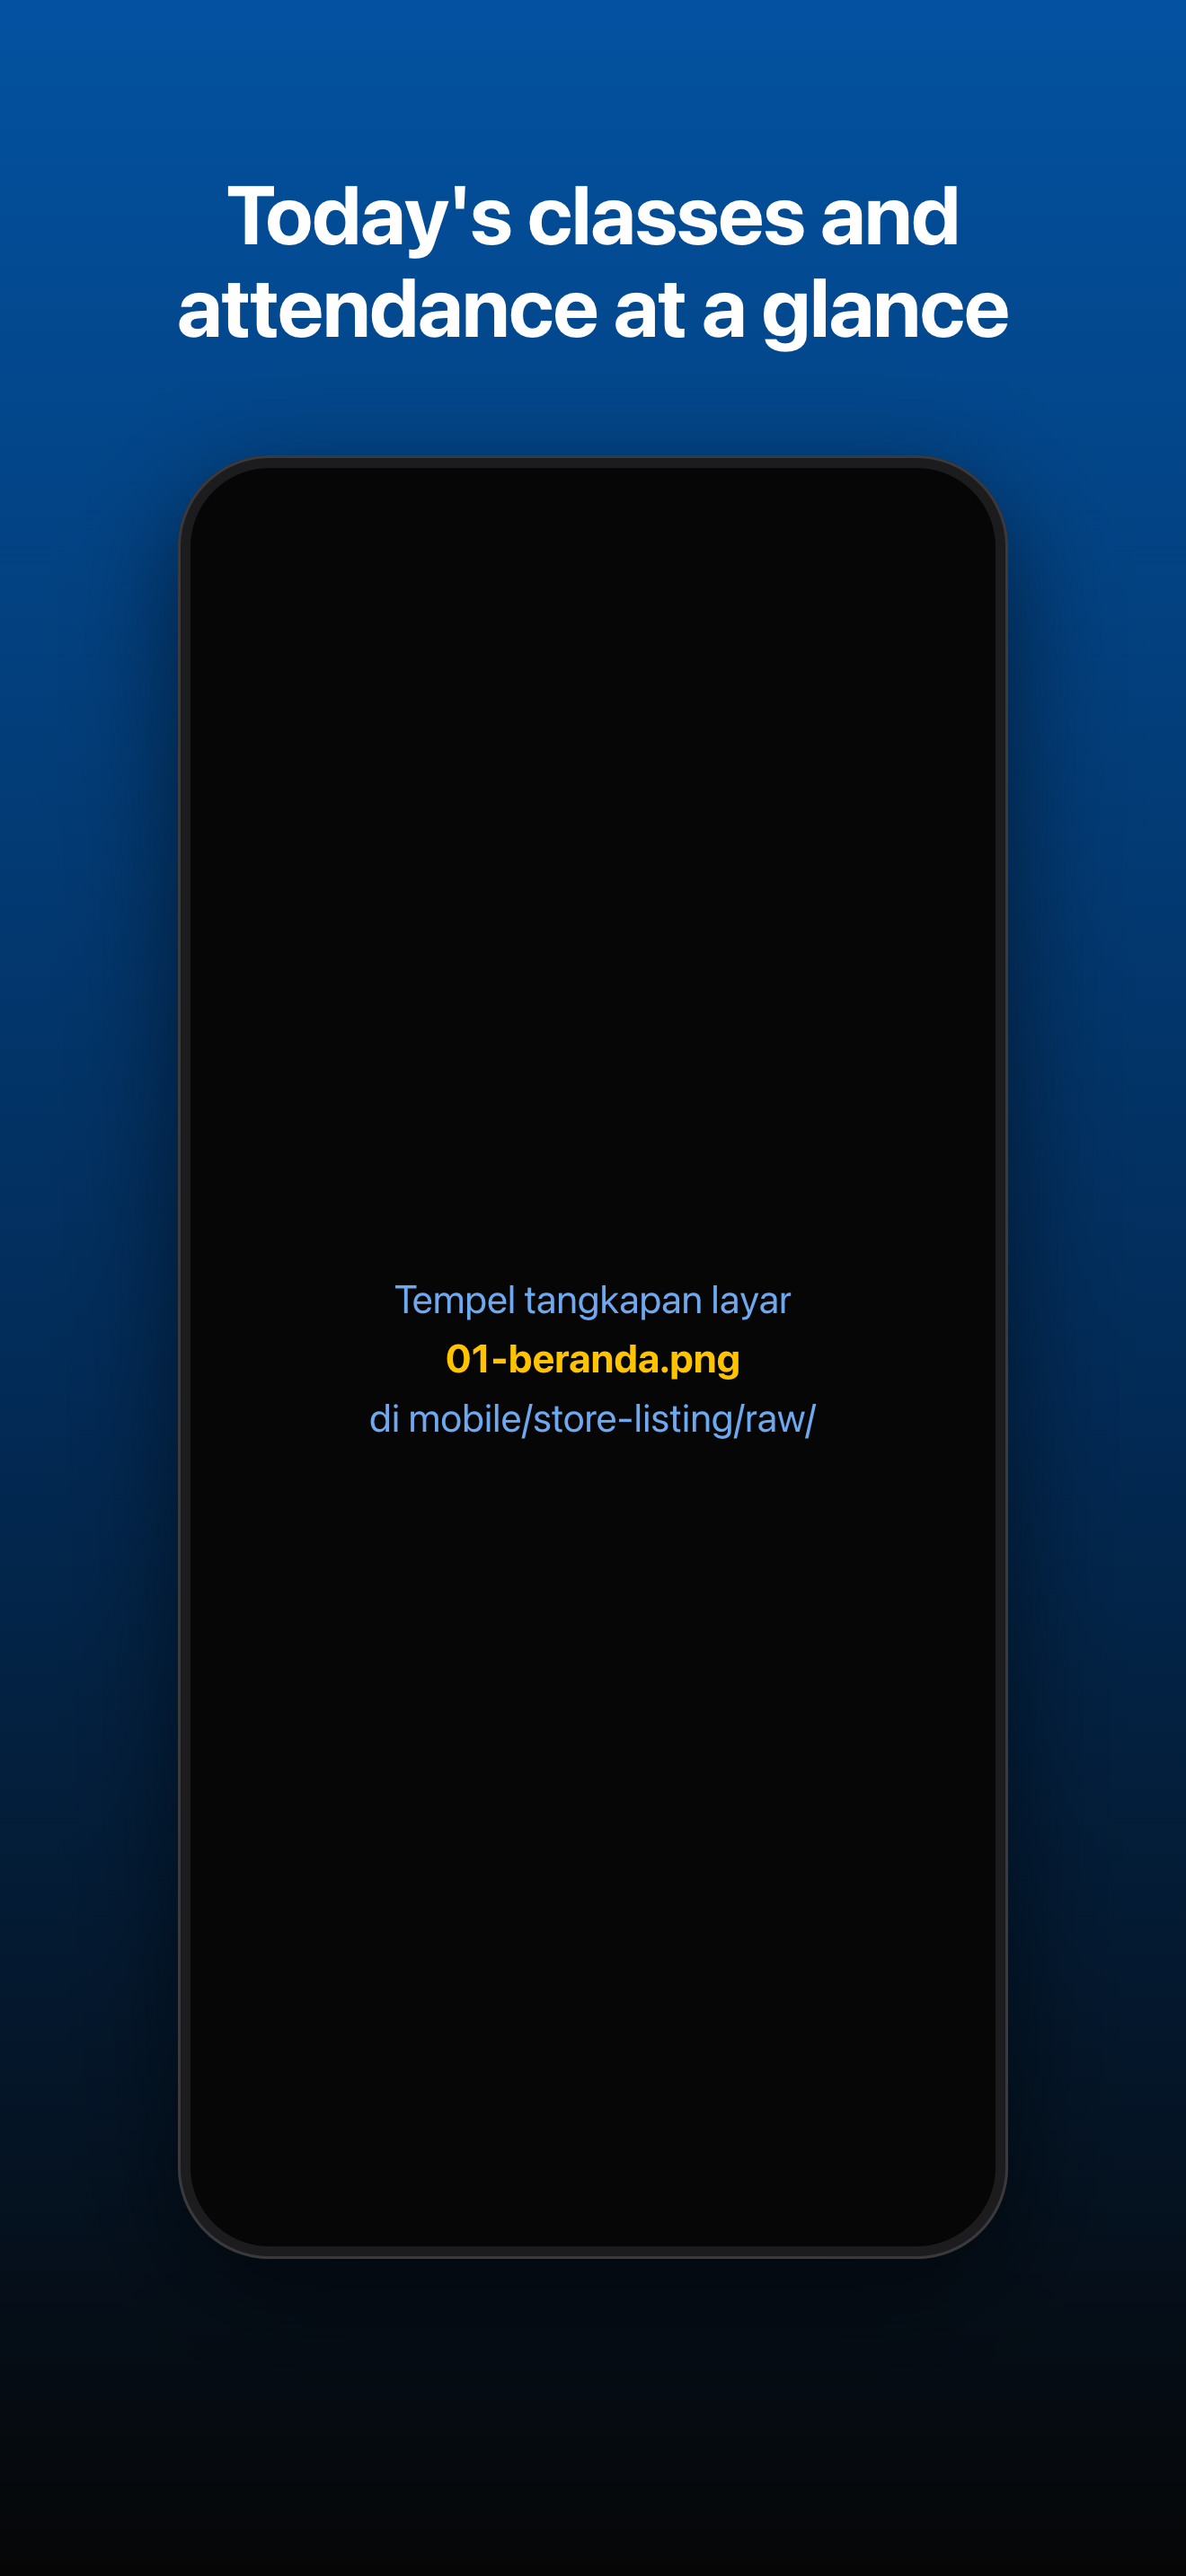 Today's classes and
attendance at a glance
Tempel tangkapan layar
01-beranda.png
di mobile/store-listing/raw/